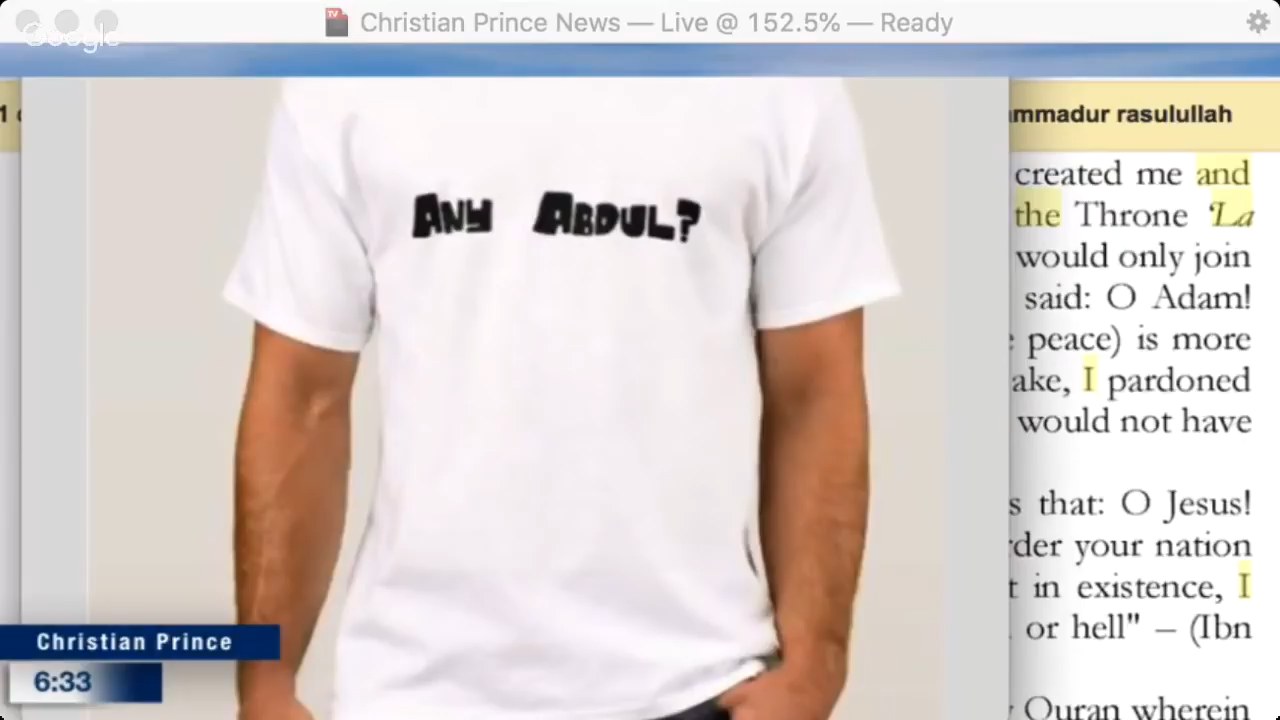 Christian Prince News — Live @ 152.5% — Ready
Google
1
ammadur rasulullah
created me and
the Throne ‘La
would only join
said: O Adam!
peace) is more
ake, I pardoned
would not have
s that: O Jesus!
rder your nation
t in existence, I
or hell" – (Ibn
Quran wherein
Any Abdul?
Christian Prince
6:33